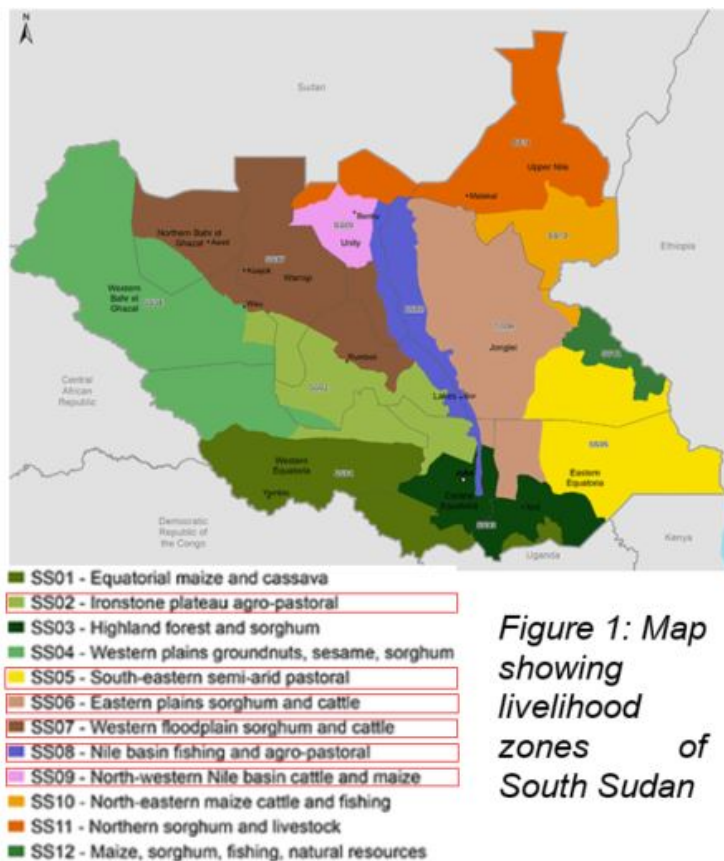 N
Sudan
Upper Nile
Malakal
Bentiu
Unity
Northern Bahr el
Ghazal
Aweil
Kuajok
Warrap
Ethiopia
Western
Bahr el
Ghazal
Wau
Jonglei
Rumbek
Central
African
Republic
Lakes
Bor
Western
Equatoria
Yambio
Juba
Central
Equatoria
Eastern
Equatoria
Democratic
Republic of
the Congo
Uganda
Kenya
SS01 - Equatorial maize and cassava
SS02 - Ironstone plateau agro-pastoral
SS03 - Highland forest and sorghum
SS04 - Western plains groundnuts, sesame, sorghum
SS05 - South-eastern semi-arid pastoral
SS06 - Eastern plains sorghum and cattle
SS07 - Western floodplain sorghum and cattle
SS08 - Nile basin fishing and agro-pastoral
SS09 - North-western Nile basin cattle and maize
SS10 - North-eastern maize cattle and fishing
SS11 - Northern sorghum and livestock
SS12 - Maize, sorghum, fishing, natural resources
Figure 1: Map
showing
livelihood
zones of
South Sudan